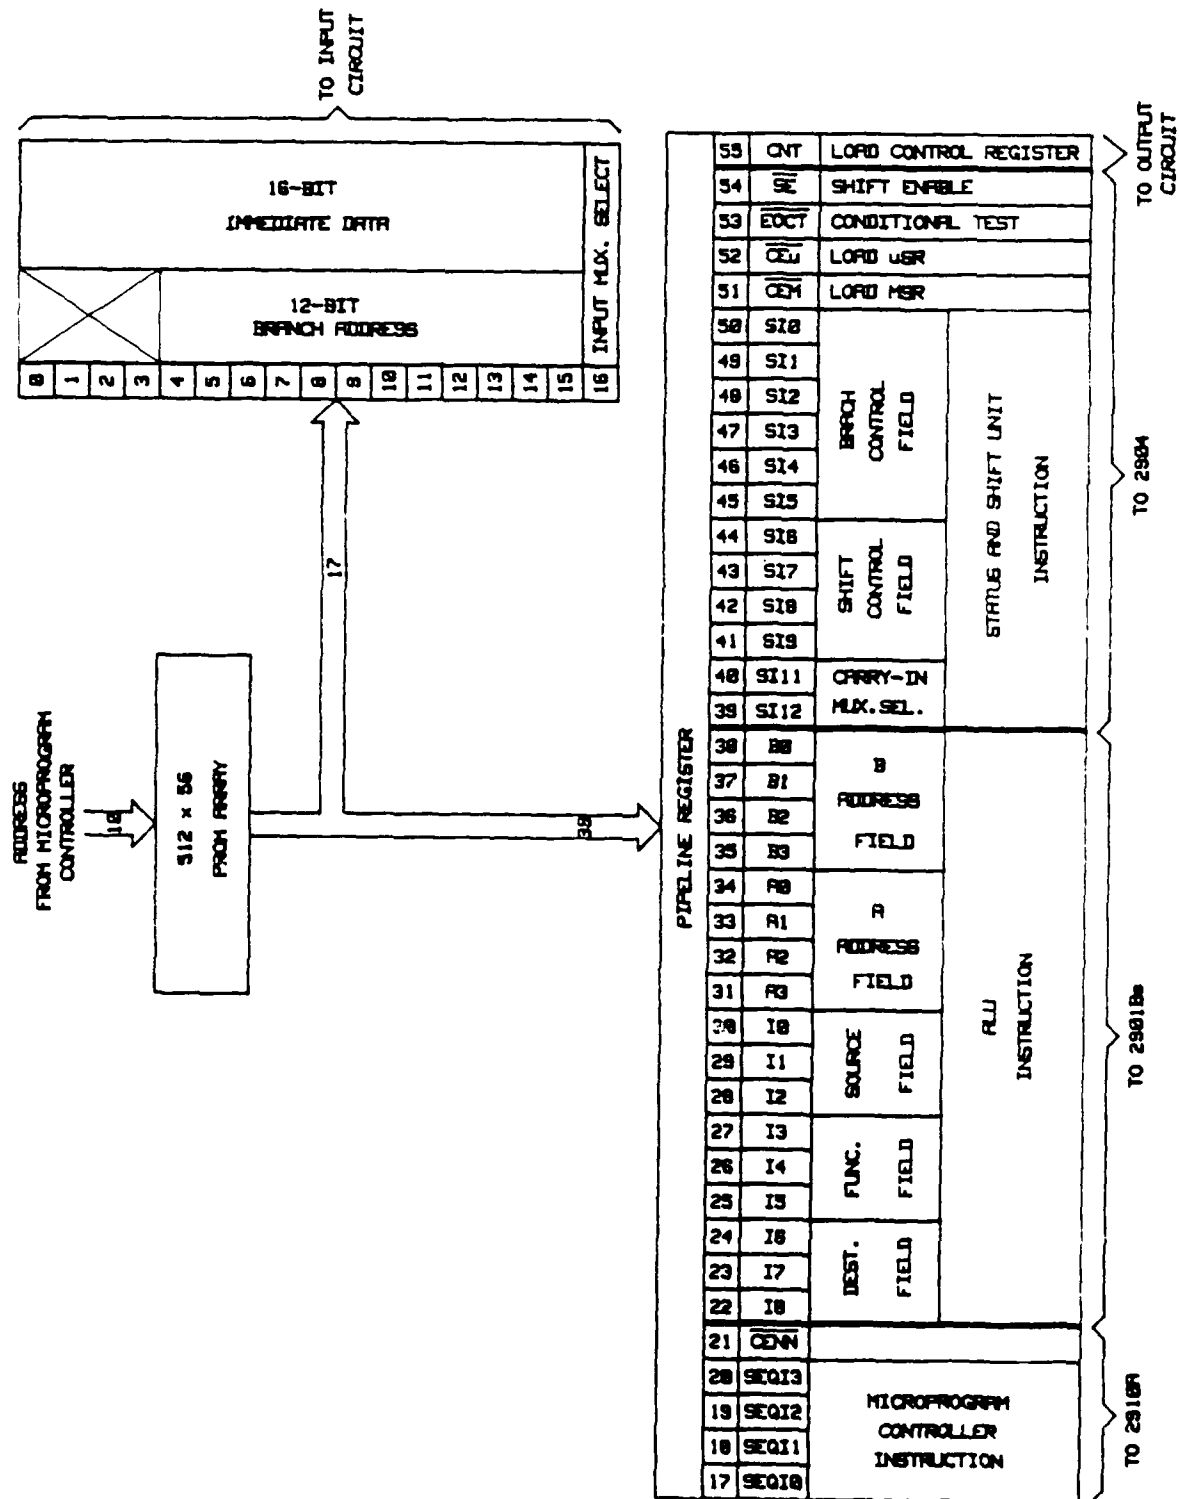 TO INPUT
CIRCUIT
16-BIT
IMMEDIATE DATA
12-BIT
BRANCH ADDRESS
INPUT MUX. SELECT
0
1
2
3
4
5
6
7
8
9
10
11
12
13
14
15
16
17
ADDRESS
FROM MICROPROGRAM
CONTROLLER
10
512 x 56
PROM ARRAY
39
PIPELINE REGISTER
55 CNT LOAD CONTROL REGISTER
54 SE SHIFT ENABLE
53 EOCT CONDITIONAL TEST
52 CEu LOAD uSR
51 CEM LOAD MSR
50 SI0
49 SI1
48 SI2
47 SI3
46 SI4
45 SI5
BRACH
CONTROL
FIELD
44 SI6
43 SI7
42 SI8
41 SI9
SHIFT
CONTROL
FIELD
40 SI11 CARRY-IN
39 SI12 MUX.SEL.
STATUS AND SHIFT UNIT
INSTRUCTION
38 B0
37 B1
36 B2
35 B3
B
ADDRESS
FIELD
34 A0
33 A1
32 A2
31 A3
A
ADDRESS
FIELD
30 I0
29 I1
28 I2
SOURCE
FIELD
27 I3
26 I4
25 I5
FUNC.
FIELD
24 I6
23 I7
22 I8
DEST.
FIELD
ALU
INSTRUCTION
21 CENN
20 SEQI3
19 SEQI2
18 SEQI1
17 SEQI0
MICROPROGRAM
CONTROLLER
INSTRUCTION
TO OUTPUT
CIRCUIT
TO 2904
TO 2901Bs
TO 2910A